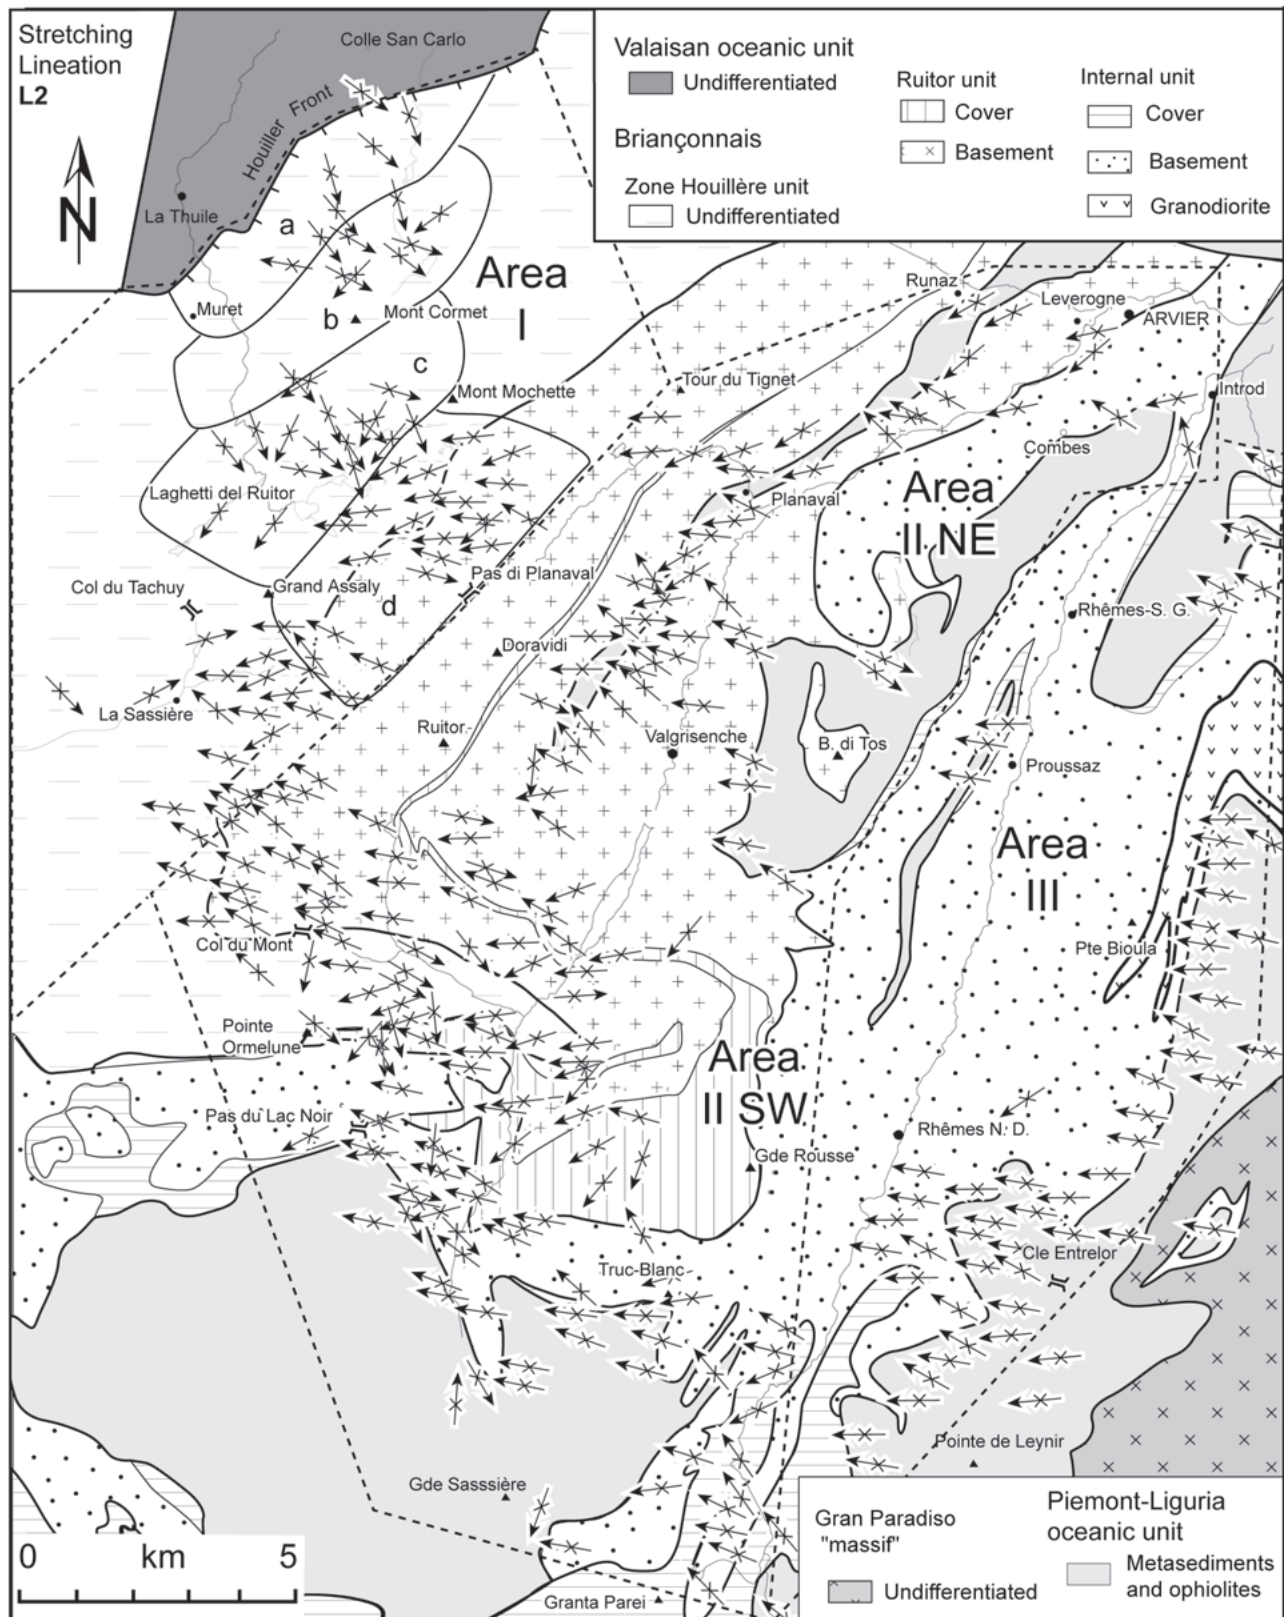 Stretching
Lineation
L2
N
Colle San Carlo
Houiller Front
La Thuile
a
Muret
b
Mont Cormet
Area
I
c
Mont Mochette
Valaisan oceanic unit
Undifferentiated
Briançonnais
Zone Houillère unit
Undifferentiated
Ruitor unit
Cover
Basement
Internal unit
Cover
Basement
Granodiorite
Runaz
Leverogne
ARVIER
Introd
Tour du Tignet
Combes
Laghetti del Ruitor
Planaval
Area
II NE
Col du Tachuy
Grand Assaly
d
Pas di Planaval
Rhêmes-S. G.
Doravidi
La Sassière
Ruitor
Valgrisenche
B. di Tos
Proussaz
Area
III
Col du Mont
Pte Bioula
Pointe
Ormelune
Area
II SW
Pas du Lac Noir
Rhêmes N. D.
Gde Rousse
Truc-Blanc
Cle Entrelor
Pointe de Leynir
Gde Sasssière
Granta Parei
0 km 5
Gran Paradiso
"massif"
Undifferentiated
Piemont-Liguria
oceanic unit
Metasediments
and ophiolites